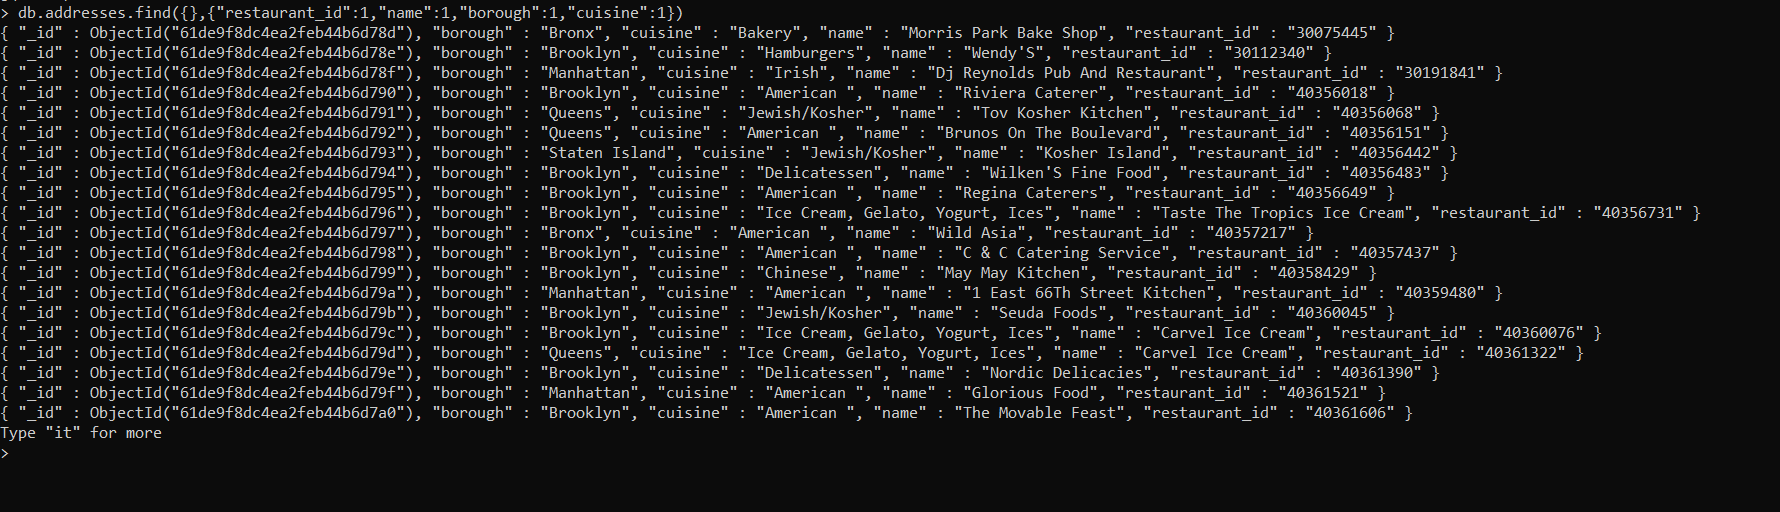 > db.addresses.find({},{"restaurant_id":1,"name":1,"borough":1,"cuisine":1})
{ "_id" : ObjectId("61de9f8dc4ea2feb44b6d78d"), "borough" : "Bronx", "cuisine" : "Bakery", "name" : "Morris Park Bake Shop", "restaurant_id" : "30075445" }
{ "_id" : ObjectId("61de9f8dc4ea2feb44b6d78e"), "borough" : "Brooklyn", "cuisine" : "Hamburgers", "name" : "Wendy'S", "restaurant_id" : "30112340" }
{ "_id" : ObjectId("61de9f8dc4ea2feb44b6d78f"), "borough" : "Manhattan", "cuisine" : "Irish", "name" : "Dj Reynolds Pub And Restaurant", "restaurant_id" : "30191841" }
{ "_id" : ObjectId("61de9f8dc4ea2feb44b6d790"), "borough" : "Brooklyn", "cuisine" : "American ", "name" : "Riviera Caterer", "restaurant_id" : "40356018" }
{ "_id" : ObjectId("61de9f8dc4ea2feb44b6d791"), "borough" : "Queens", "cuisine" : "Jewish/Kosher", "name" : "Tov Kosher Kitchen", "restaurant_id" : "40356068" }
{ "_id" : ObjectId("61de9f8dc4ea2feb44b6d792"), "borough" : "Queens", "cuisine" : "American ", "name" : "Brunos On The Boulevard", "restaurant_id" : "40356151" }
{ "_id" : ObjectId("61de9f8dc4ea2feb44b6d793"), "borough" : "Staten Island", "cuisine" : "Jewish/Kosher", "name" : "Kosher Island", "restaurant_id" : "40356442" }
{ "_id" : ObjectId("61de9f8dc4ea2feb44b6d794"), "borough" : "Brooklyn", "cuisine" : "Delicatessen", "name" : "Wilken'S Fine Food", "restaurant_id" : "40356483" }
{ "_id" : ObjectId("61de9f8dc4ea2feb44b6d795"), "borough" : "Brooklyn", "cuisine" : "American ", "name" : "Regina Caterers", "restaurant_id" : "40356649" }
{ "_id" : ObjectId("61de9f8dc4ea2feb44b6d796"), "borough" : "Brooklyn", "cuisine" : "Ice Cream, Gelato, Yogurt, Ices", "name" : "Taste The Tropics Ice Cream", "restaurant_id" : "40356731" }
{ "_id" : ObjectId("61de9f8dc4ea2feb44b6d797"), "borough" : "Bronx", "cuisine" : "American ", "name" : "Wild Asia", "restaurant_id" : "40357217" }
{ "_id" : ObjectId("61de9f8dc4ea2feb44b6d798"), "borough" : "Brooklyn", "cuisine" : "American ", "name" : "C & C Catering Service", "restaurant_id" : "40357437" }
{ "_id" : ObjectId("61de9f8dc4ea2feb44b6d799"), "borough" : "Brooklyn", "cuisine" : "Chinese", "name" : "May May Kitchen", "restaurant_id" : "40358429" }
{ "_id" : ObjectId("61de9f8dc4ea2feb44b6d79a"), "borough" : "Manhattan", "cuisine" : "American ", "name" : "1 East 66Th Street Kitchen", "restaurant_id" : "40359480" }
{ "_id" : ObjectId("61de9f8dc4ea2feb44b6d79b"), "borough" : "Brooklyn", "cuisine" : "Jewish/Kosher", "name" : "Seuda Foods", "restaurant_id" : "40360045" }
{ "_id" : ObjectId("61de9f8dc4ea2feb44b6d79c"), "borough" : "Brooklyn", "cuisine" : "Ice Cream, Gelato, Yogurt, Ices", "name" : "Carvel Ice Cream", "restaurant_id" : "40360076" }
{ "_id" : ObjectId("61de9f8dc4ea2feb44b6d79d"), "borough" : "Queens", "cuisine" : "Ice Cream, Gelato, Yogurt, Ices", "name" : "Carvel Ice Cream", "restaurant_id" : "40361322" }
{ "_id" : ObjectId("61de9f8dc4ea2feb44b6d79e"), "borough" : "Brooklyn", "cuisine" : "Delicatessen", "name" : "Nordic Delicacies", "restaurant_id" : "40361390" }
{ "_id" : ObjectId("61de9f8dc4ea2feb44b6d79f"), "borough" : "Manhattan", "cuisine" : "American ", "name" : "Glorious Food", "restaurant_id" : "40361521" }
{ "_id" : ObjectId("61de9f8dc4ea2feb44b6d7a0"), "borough" : "Brooklyn", "cuisine" : "American ", "name" : "The Movable Feast", "restaurant_id" : "40361606" }
Type "it" for more
>